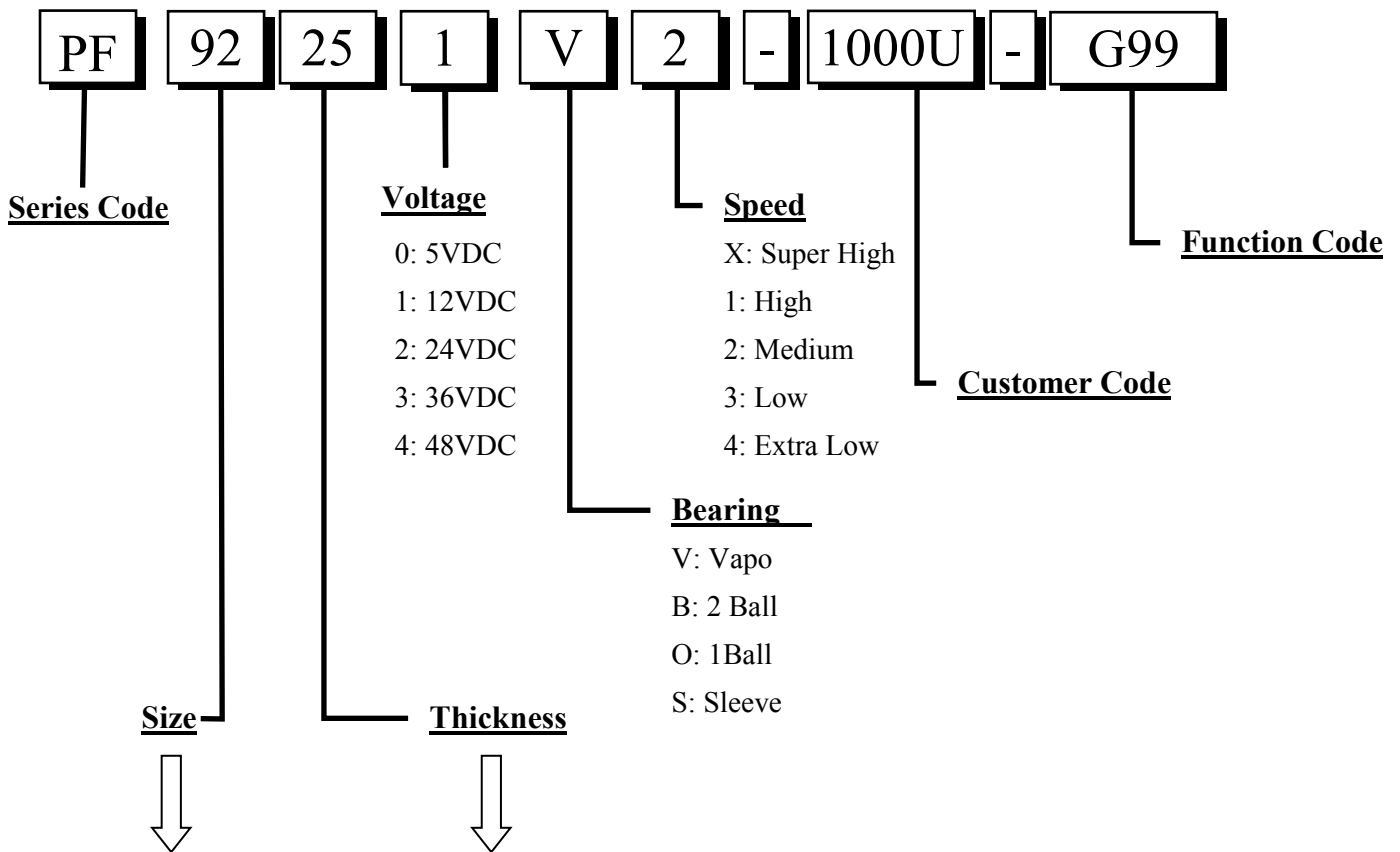 PF 92 25 1 V 2 - 1000U - G99
Series Code
Voltage
0: 5VDC
1: 12VDC
2: 24VDC
3: 36VDC
4: 48VDC
Speed
X: Super High
1: High
2: Medium
3: Low
4: Extra Low
Function Code
Customer Code
Bearing
V: Vapo
B: 2 Ball
O: 1Ball
S: Sleeve
Size
Thickness